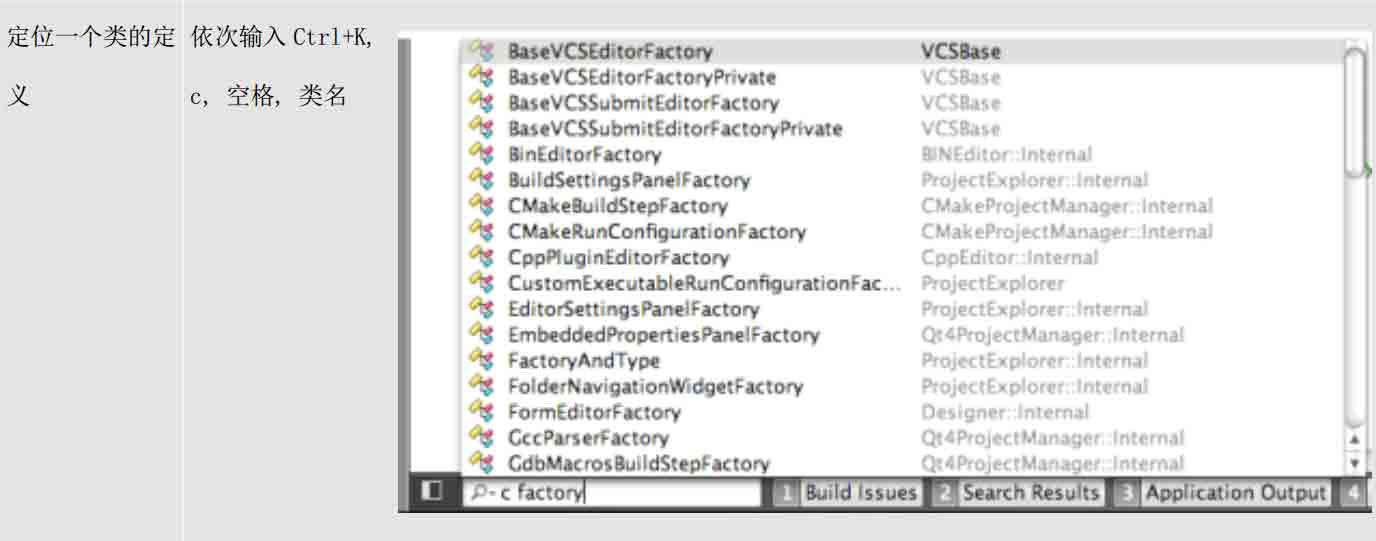 定位一个类的定
义
依次输入 Ctrl+K,
c, 空格, 类名
BaseVCSEditorFactory VCSBase
BaseVCSEditorFactoryPrivate VCSBase
BaseVCSSubmitEditorFactory VCSBase
BaseVCSSubmitEditorFactoryPrivate VCSBase
BinEditorFactory BINEditor::Internal
BuildSettingsPanelFactory ProjectExplorer::Internal
CMakeBuildStepFactory CMakeProjectManager::Internal
CMakeRunConfigurationFactory CMakeProjectManager::Internal
CppPluginEditorFactory CppEditor::Internal
CustomExecutableRunConfigurationFac... ProjectExplorer
EditorSettingsPanelFactory ProjectExplorer::Internal
EmbeddedPropertiesPanelFactory Qt4ProjectManager::Internal
FactoryAndType ProjectExplorer::Internal
FolderNavigationWidgetFactory ProjectExplorer::Internal
FormEditorFactory Designer::Internal
GccParserFactory Qt4ProjectManager::Internal
GdbMacrosBuildStepFactory Qt4ProjectManager::Internal
c factory 1 Build Issues 2 Search Results 3 Application Output 4